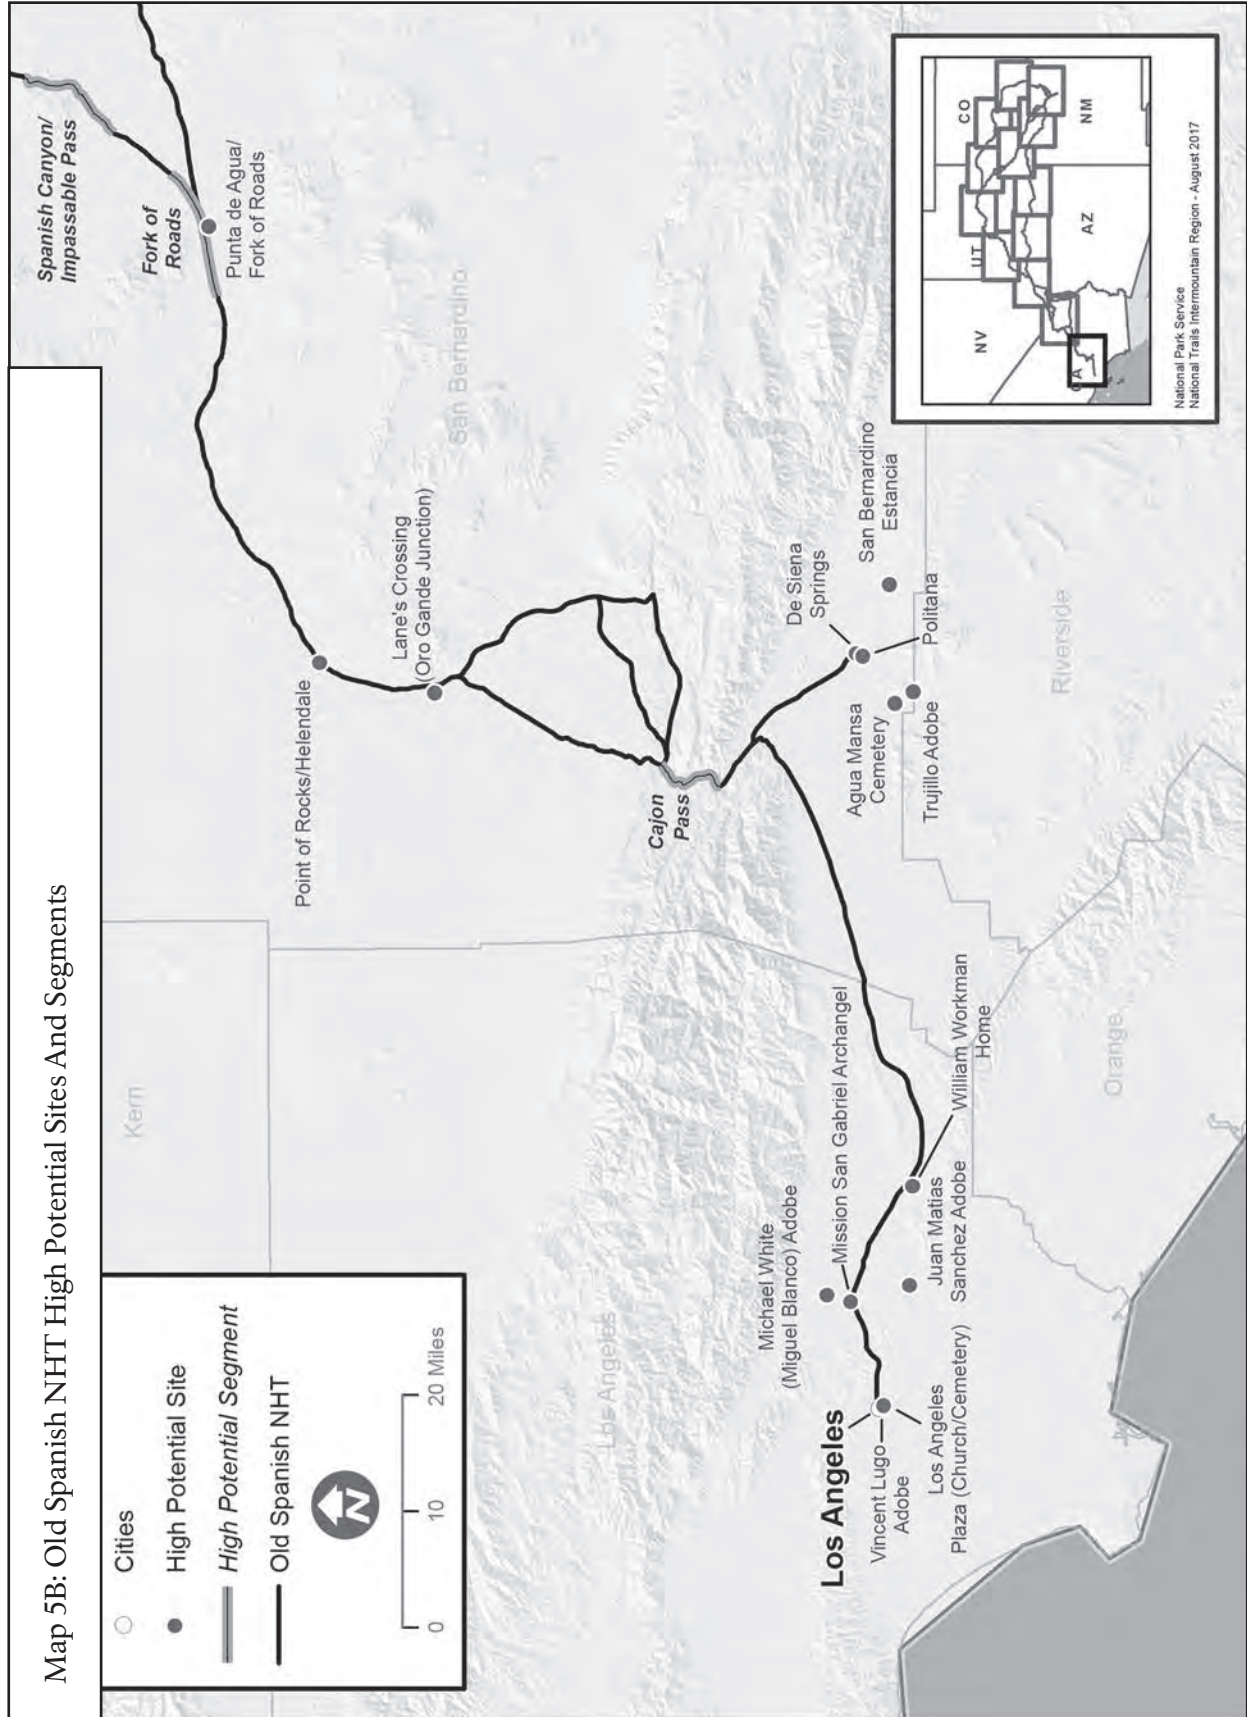 Map 5B: Old Spanish NHT High Potential Sites And Segments
Cities
High Potential Site
High Potential Segment
Old Spanish NHT
N
0
10
20 Miles
Kern
Spanish Canyon/
Impassable Pass
Fork of
Roads
Punta de Agua/
Fork of Roads
Point of Rocks/Helendale
Lane's Crossing
(Oro Gande Junction)
San Bernardino
Cajon
Pass
Los Angeles
Michael White
(Miguel Blanco) Adobe
Mission San Gabriel Archangel
De Siena
Springs
San Bernardino
Estancia
Politana
Agua Mansa
Cemetery
Trujillo Adobe
Riverside
Los Angeles
Vincent Lugo
Adobe
Los Angeles
Plaza (Church/Cemetery)
Juan Matias
Sanchez Adobe
William Workman
Home
Orange
NV
UT
CO
CA
AZ
NM
National Park Service
National Trails Intermountain Region - August 2017